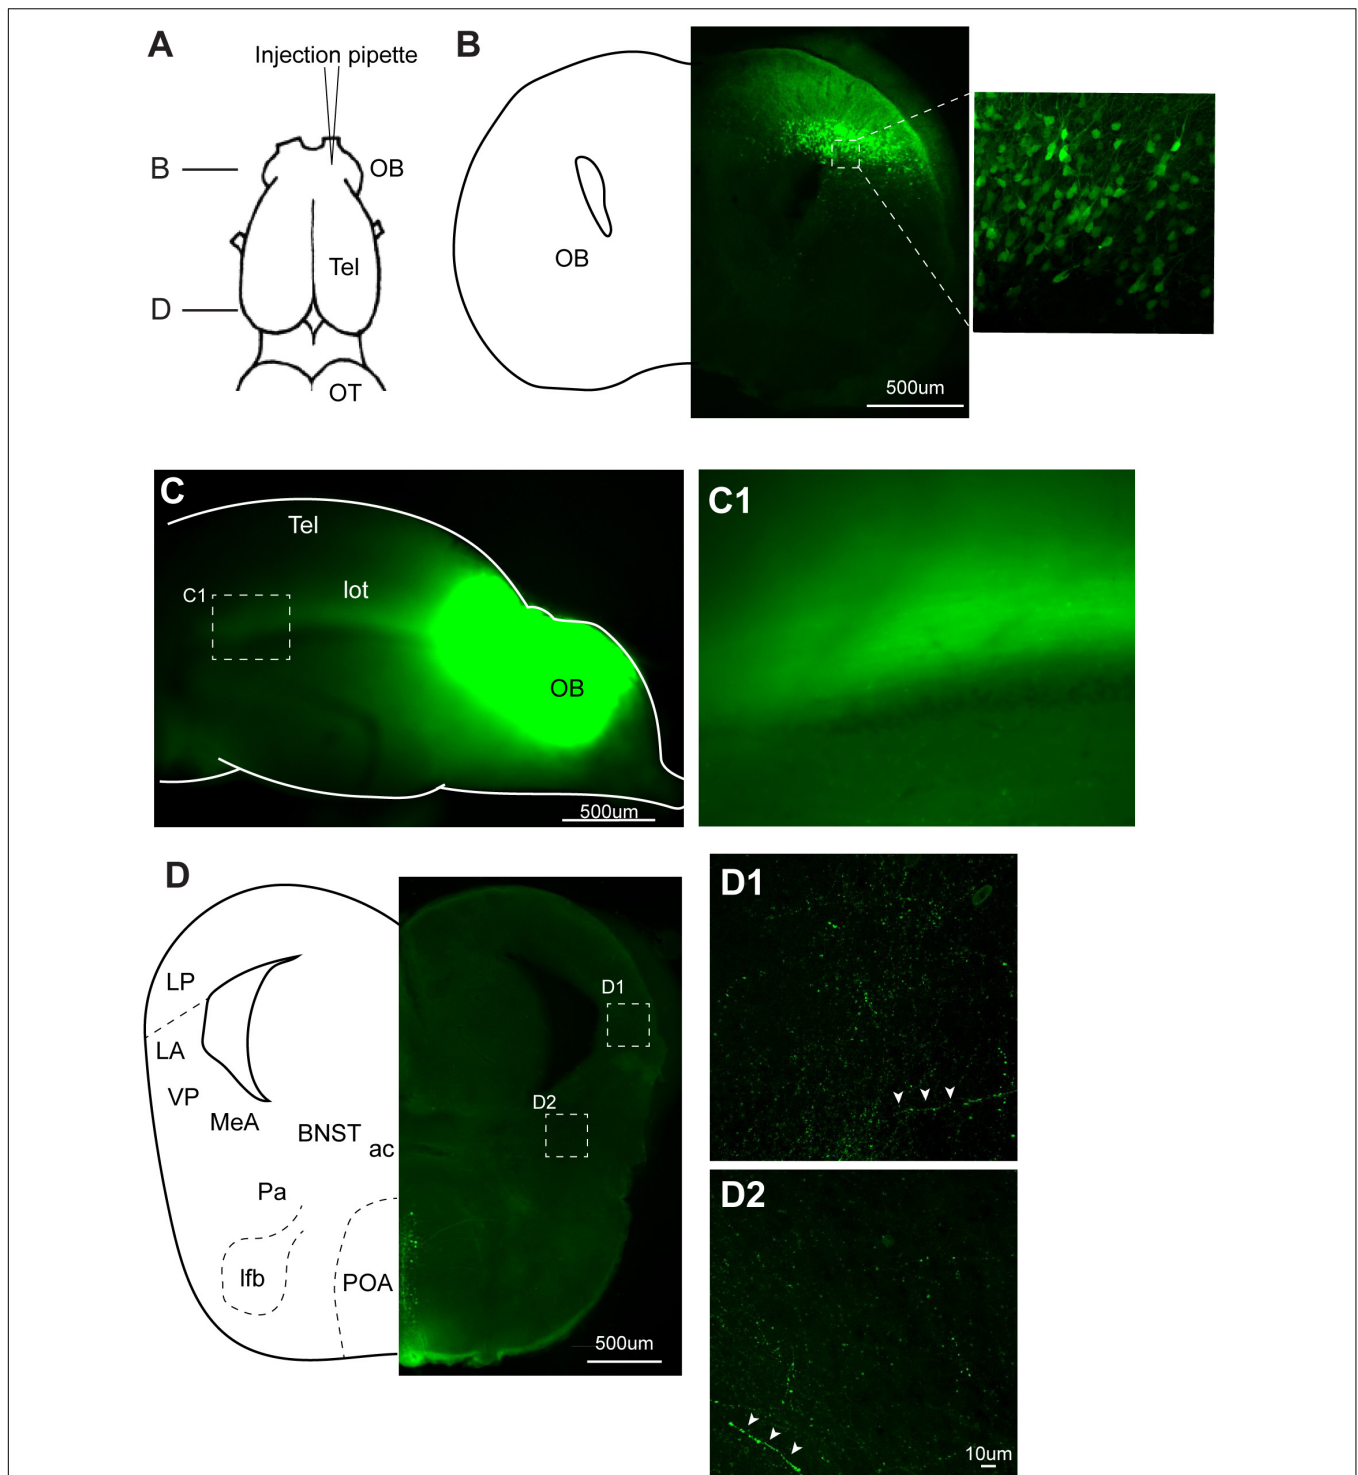 A
Injection pipette
B
OB
D
Tel
OT
B
OB
500um
C
Tel
lot
C1
OB
500um
C1
D
LP
LA
VP
MeA
BNST
ac
Pa
lfb
POA
D1
D2
500um
D1
D2
10um